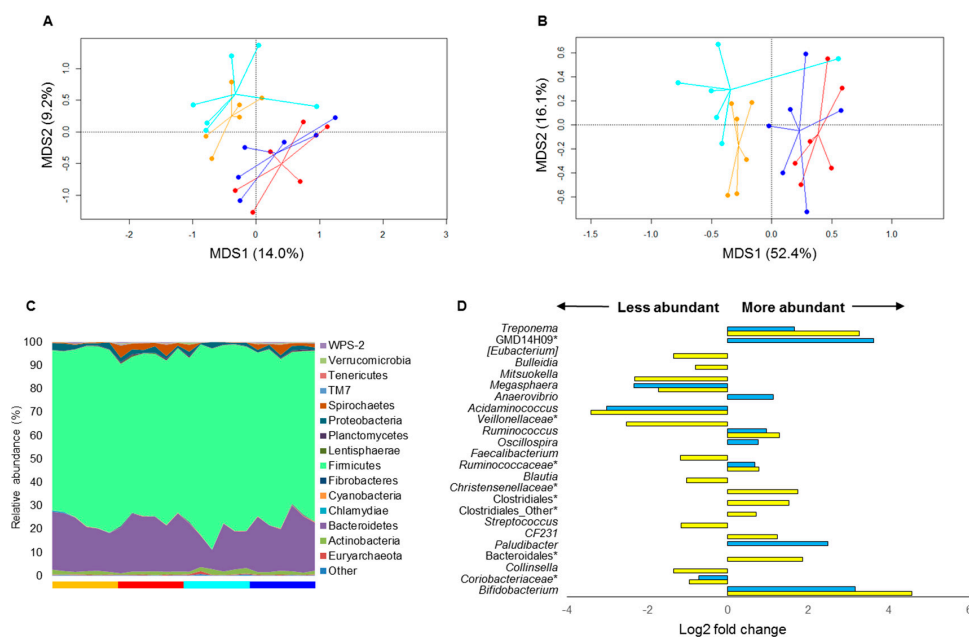 A
MDS2 (9.2%)
1.0
0.5
0.0
-0.5
-1.0
-2
-1
0
1
2
3
MDS1 (14.0%)
B
MDS2 (16.1%)
0.6
0.4
0.2
0.0
-0.2
-0.4
-0.6
-1.5
-1.0
-0.5
0.0
0.5
1.0
MDS1 (52.4%)
C
Relative abundance (%)
100
90
80
70
60
50
40
30
20
10
0
WPS-2
Verrucomicrobia
Tenericutes
TM7
Spirochaetes
Proteobacteria
Planctomycetes
Lentisphaerae
Firmicutes
Fibrobacteres
Cyanobacteria
Chlamydiae
Bacteroidetes
Actinobacteria
Euryarchaeota
Other
D
Less abundant
More abundant
Treponema
GMD14H09*
[Eubacterium]
Bulleidia
Mitsuokella
Megasphaera
Anaerovibrio
Acidaminococcus
Veillonellaceae*
Ruminococcus
Oscillospira
Faecalibacterium
Ruminococcaceae*
Blautia
Christensenellaceae*
Clostridiales*
Clostridiales_Other*
Streptococcus
CF231
Paludibacter
Bacteroidales*
Collinsella
Coriobacteriaceae*
Bifidobacterium
-4
-2
0
2
4
6
Log2 fold change